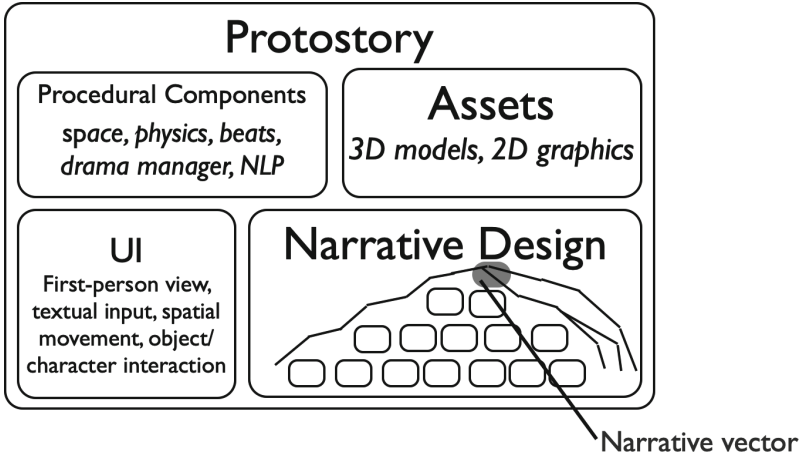 Protostory
Procedural Components
space, physics, beats,
drama manager, NLP
Assets
3D models, 2D graphics
UI
First-person view,
textual input, spatial
movement, object/
character interaction
Narrative Design
Narrative vector